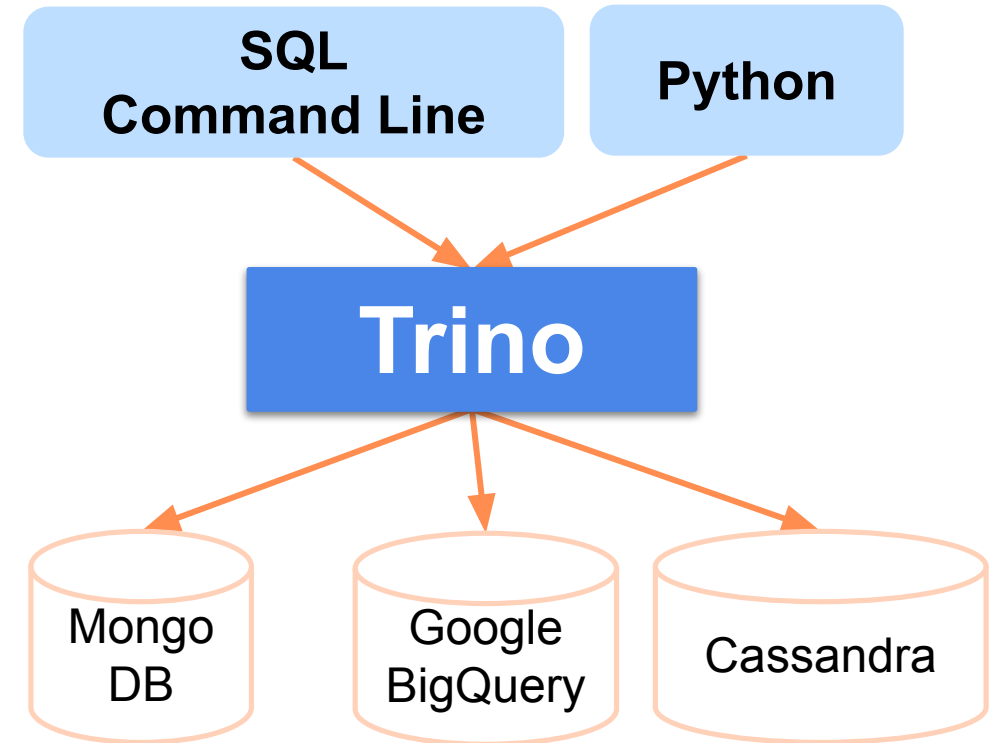 SQL
Command Line
Python
Trino
Mongo
DB
Google
BigQuery
Cassandra